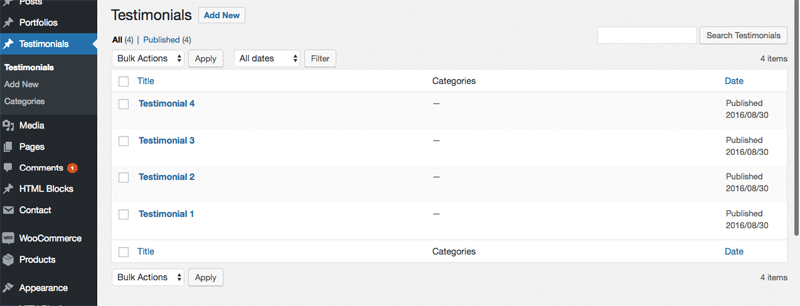 Posts
Portfolios
Testimonials
Testimonials
Add New
Categories
Media
Pages
Comments 1
HTML Blocks
Contact
WooCommerce
Products
Appearance
Testimonials Add New
All (4) | Published (4)
Search Testimonials
Bulk Actions Apply All dates Filter 4 items
Title Categories Date
Testimonial 4 — Published
2016/08/30
Testimonial 3 — Published
2016/08/30
Testimonial 2 — Published
2016/08/30
Testimonial 1 — Published
2016/08/30
Title Categories Date
Bulk Actions Apply 4 items